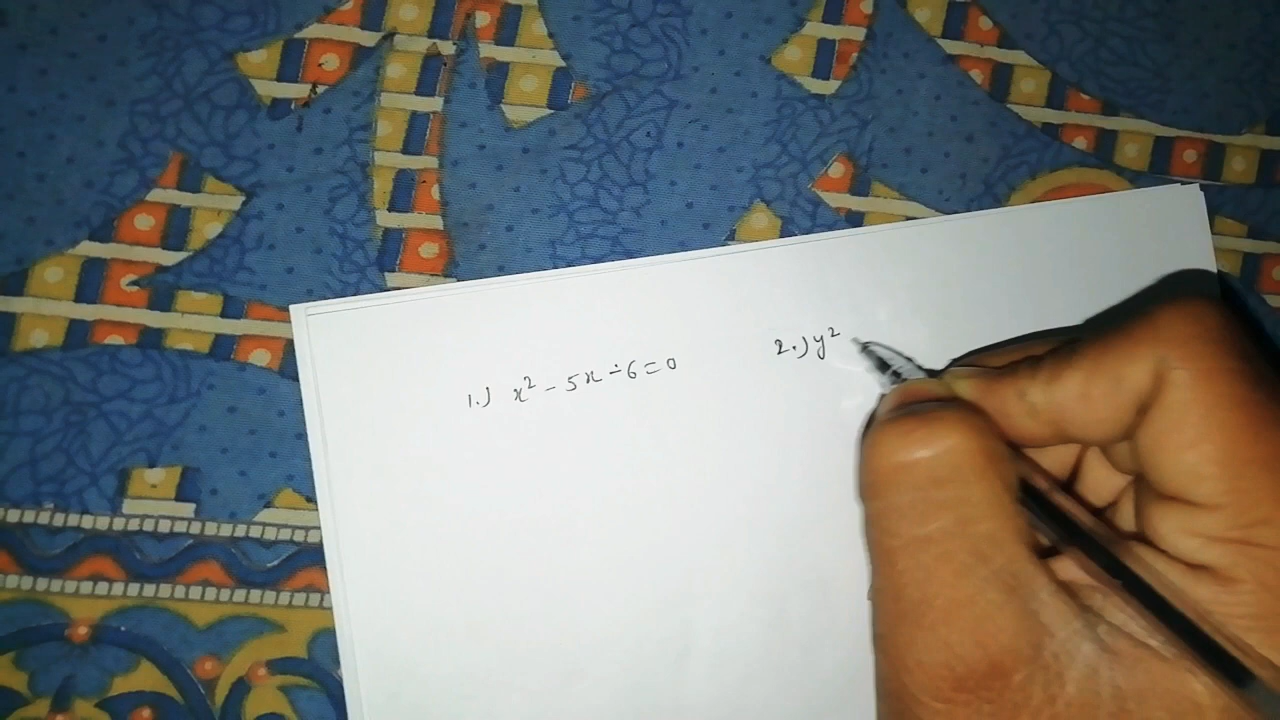 1.) x² - 5x ÷ 6 = 0
2.) y²